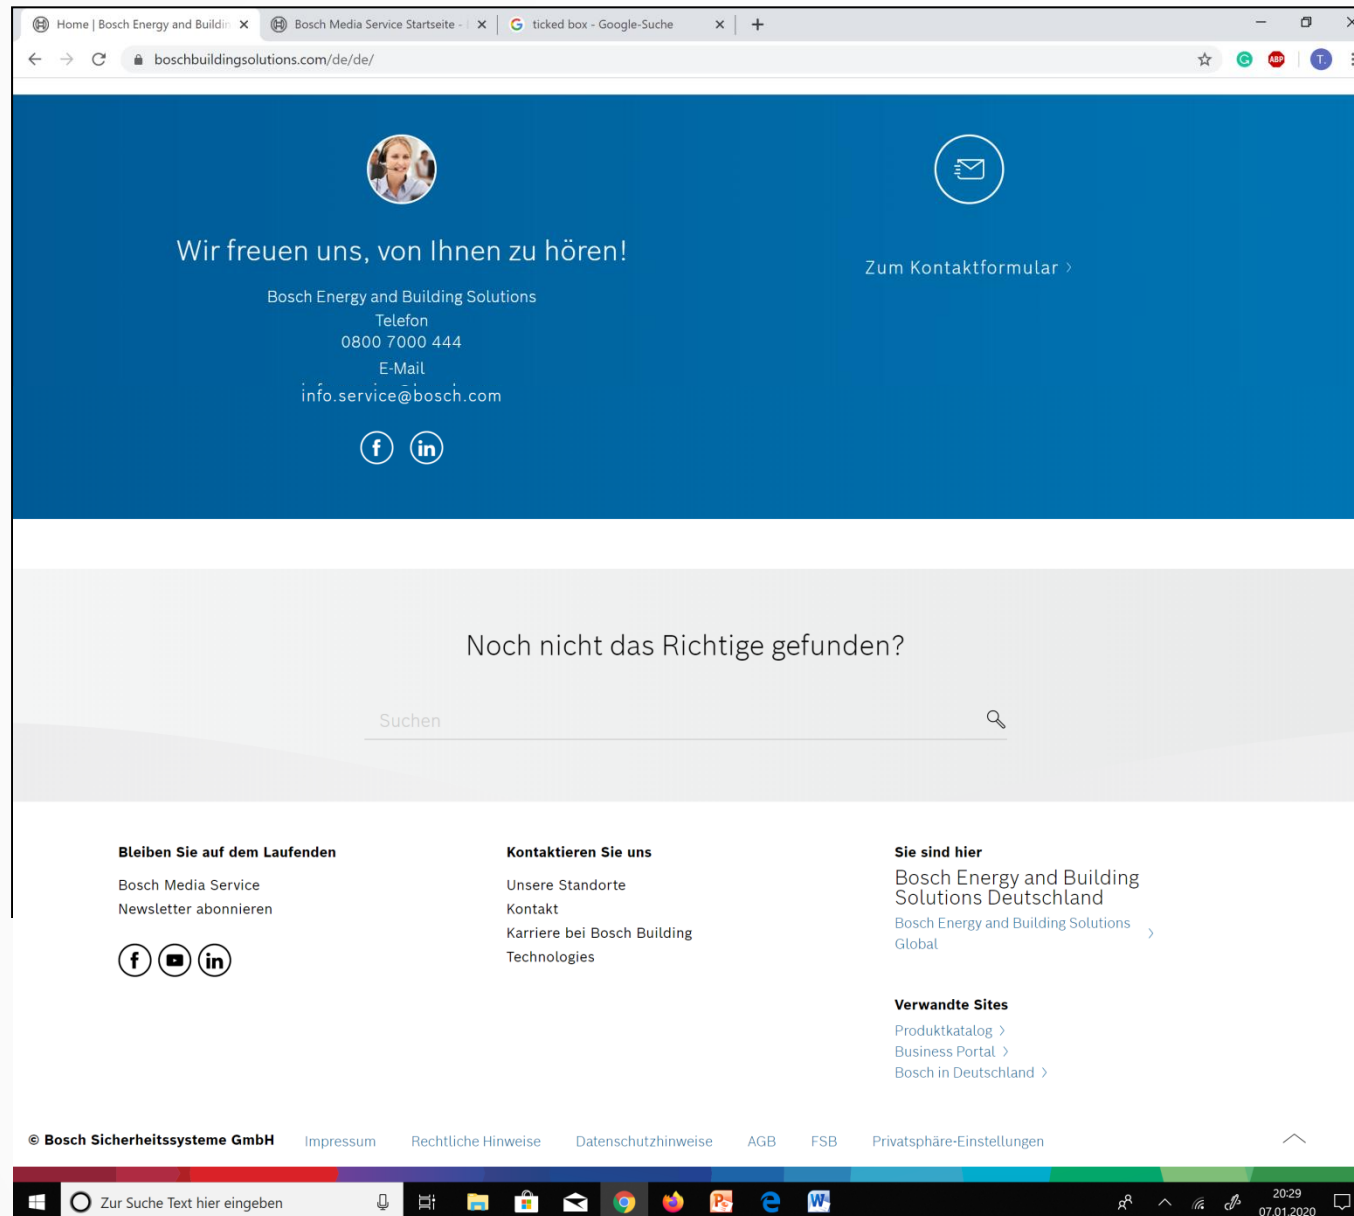 Home | Bosch Energy and Buildin
Bosch Media Service Startseite -
ticked box - Google-Suche
boschbuildingsolutions.com/de/de/
ABP
T.
Wir freuen uns, von Ihnen zu hören!
Bosch Energy and Building Solutions
Telefon
0800 7000 444
E-Mail
info.service@bosch.com
Zum Kontaktformular
Noch nicht das Richtige gefunden?
Suchen
Bleiben Sie auf dem Laufenden
Bosch Media Service
Newsletter abonnieren
Kontaktieren Sie uns
Unsere Standorte
Kontakt
Karriere bei Bosch Building
Technologies
Sie sind hier
Bosch Energy and Building
Solutions Deutschland
Bosch Energy and Building Solutions
Global
Verwandte Sites
Produktkatalog
Business Portal
Bosch in Deutschland
© Bosch Sicherheitssysteme GmbH Impressum Rechtliche Hinweise Datenschutzhinweise AGB FSB Privatsphäre-Einstellungen
Zur Suche Text hier eingeben
20:29
07.01.2020